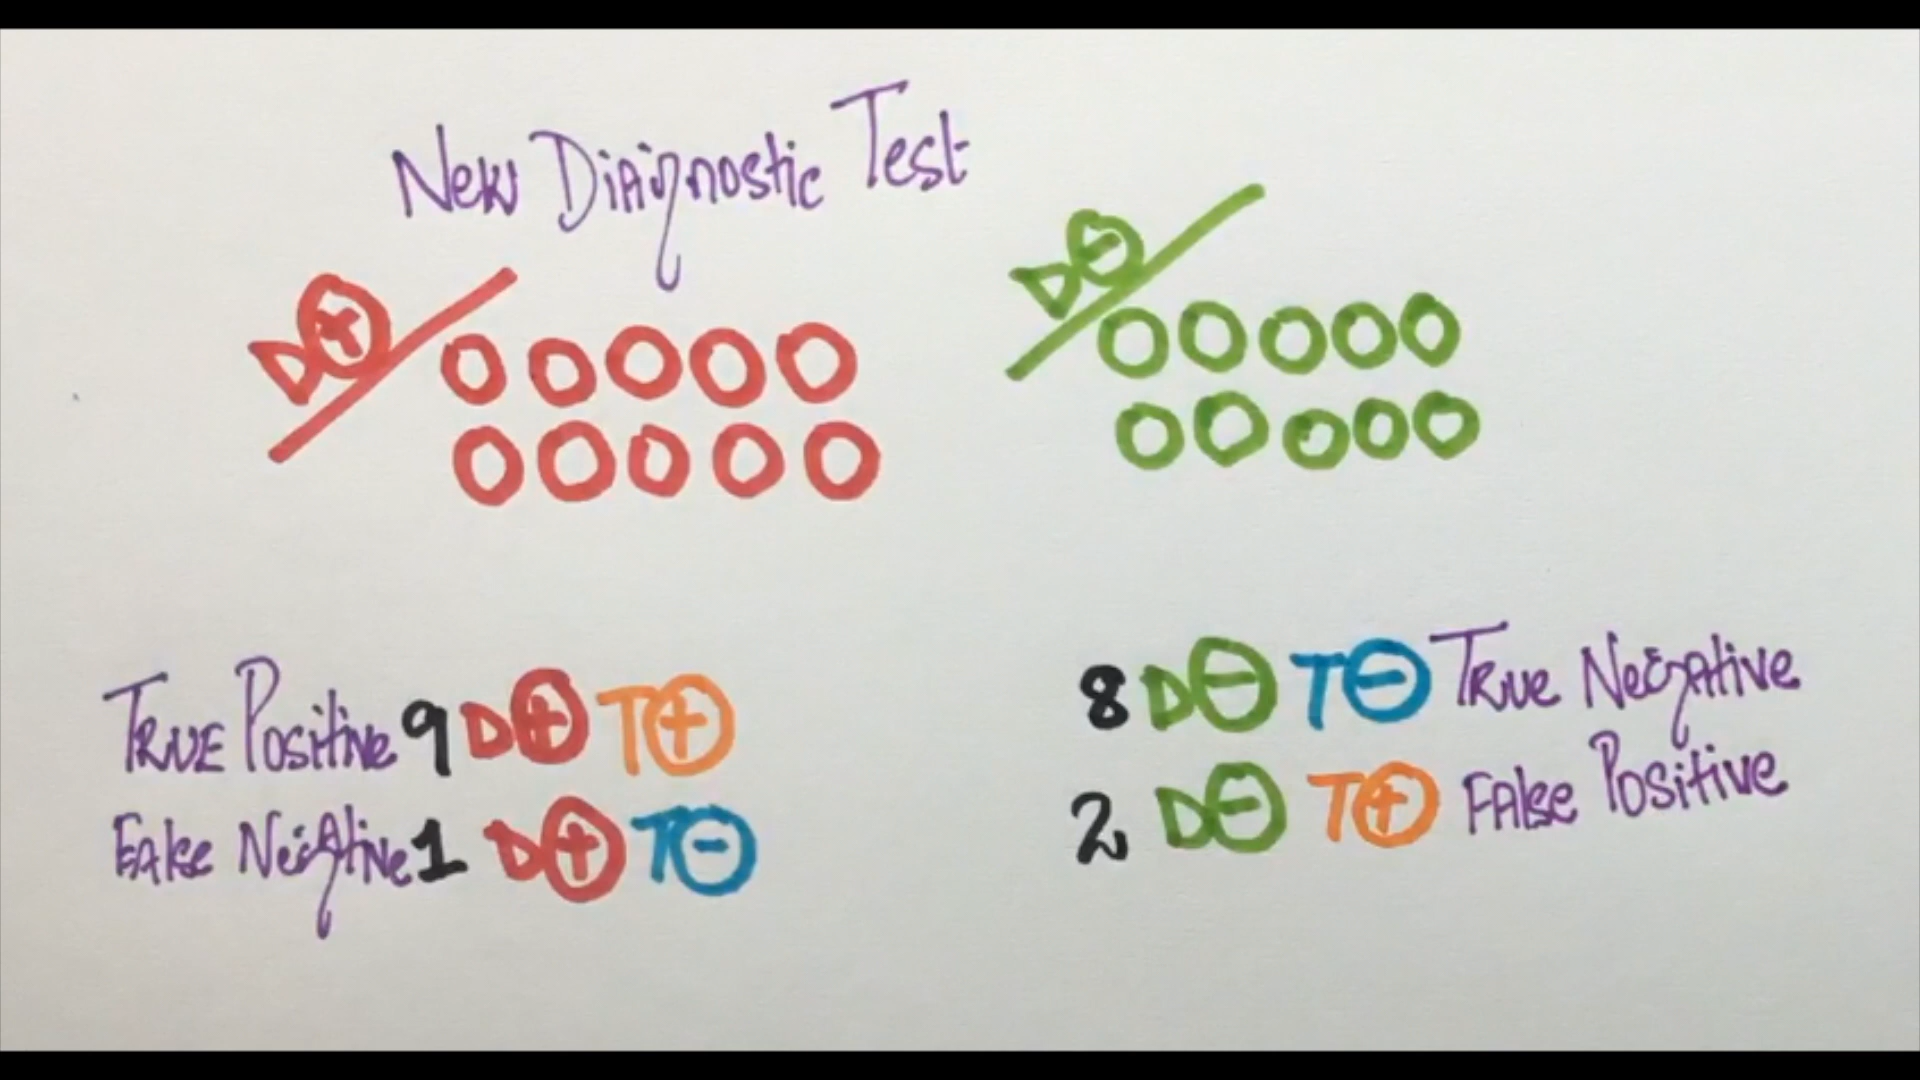 New Diagnostic Test
D+
D-
TRUE Positive 9 D+ T+
False Negative 1 D+ T-
8 D- T- True Negative
2 D- T+ False Positive